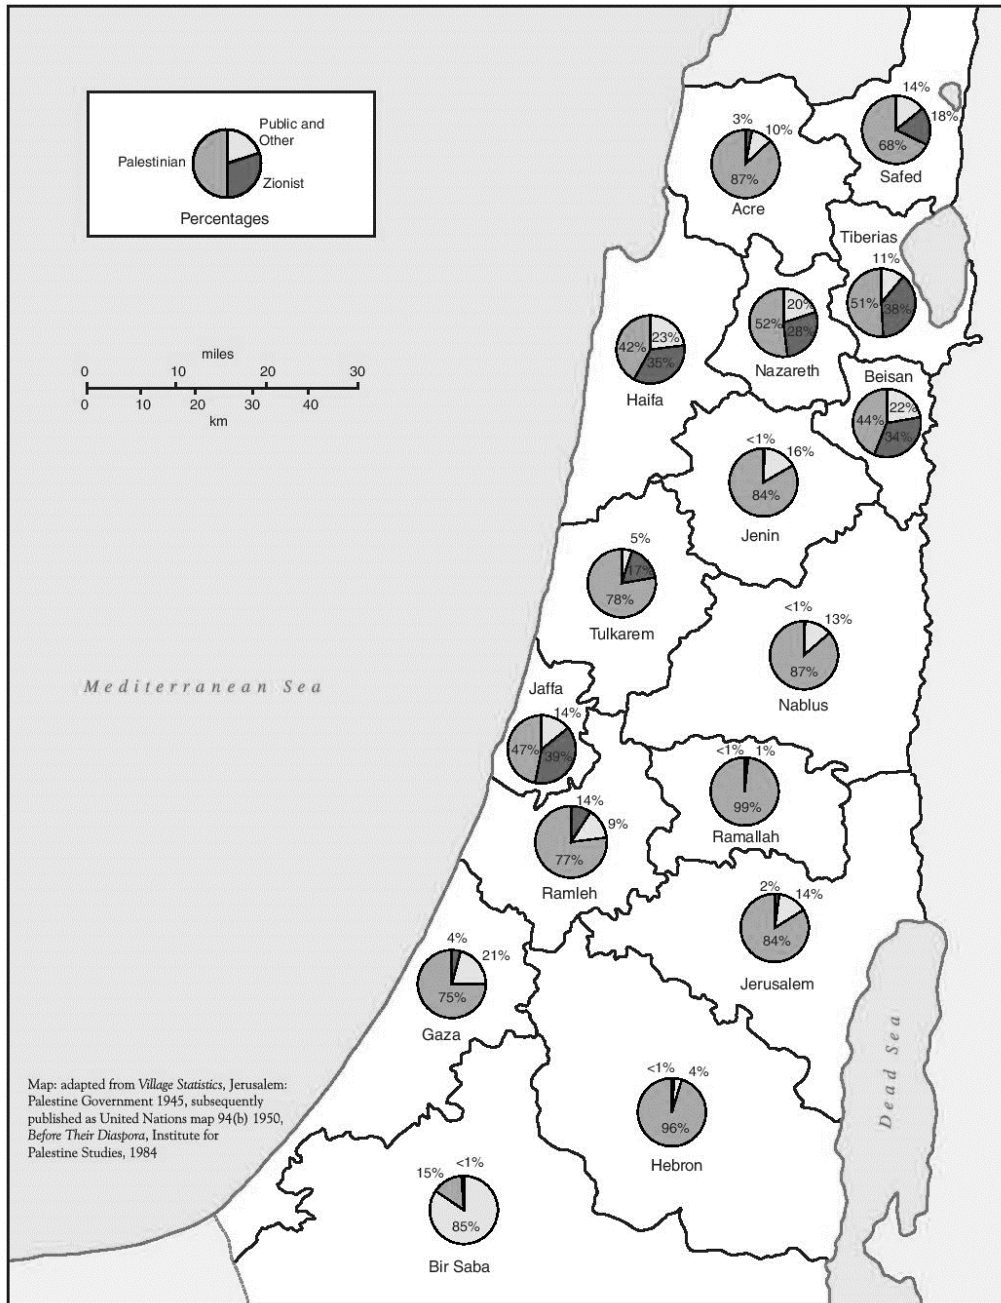 Public and
Other
Palestinian
Zionist
Percentages
14%
18%
68%
Safed
3%
10%
87%
Acre
Tiberias
11%
51%
38%
20%
52%
28%
Nazareth
23%
42%
35%
Haifa
Beisan
22%
44%
34%
miles
0 10 20 30
0 10 20 30 40
km
<1%
16%
84%
Jenin
5%
17%
78%
Tulkarem
<1%
13%
87%
Nablus
Mediterranean Sea
Jaffa
14%
47%
39%
<1%
1%
99%
Ramallah
14%
9%
77%
Ramleh
2%
14%
84%
Jerusalem
4%
21%
75%
Gaza
Dead Sea
<1%
4%
96%
Hebron
Map: adapted from Village Statistics, Jerusalem:
Palestine Government 1945, subsequently
published as United Nations map 94(b) 1950,
Before Their Diaspora, Institute for
Palestine Studies, 1984
15%
<1%
85%
Bir Saba